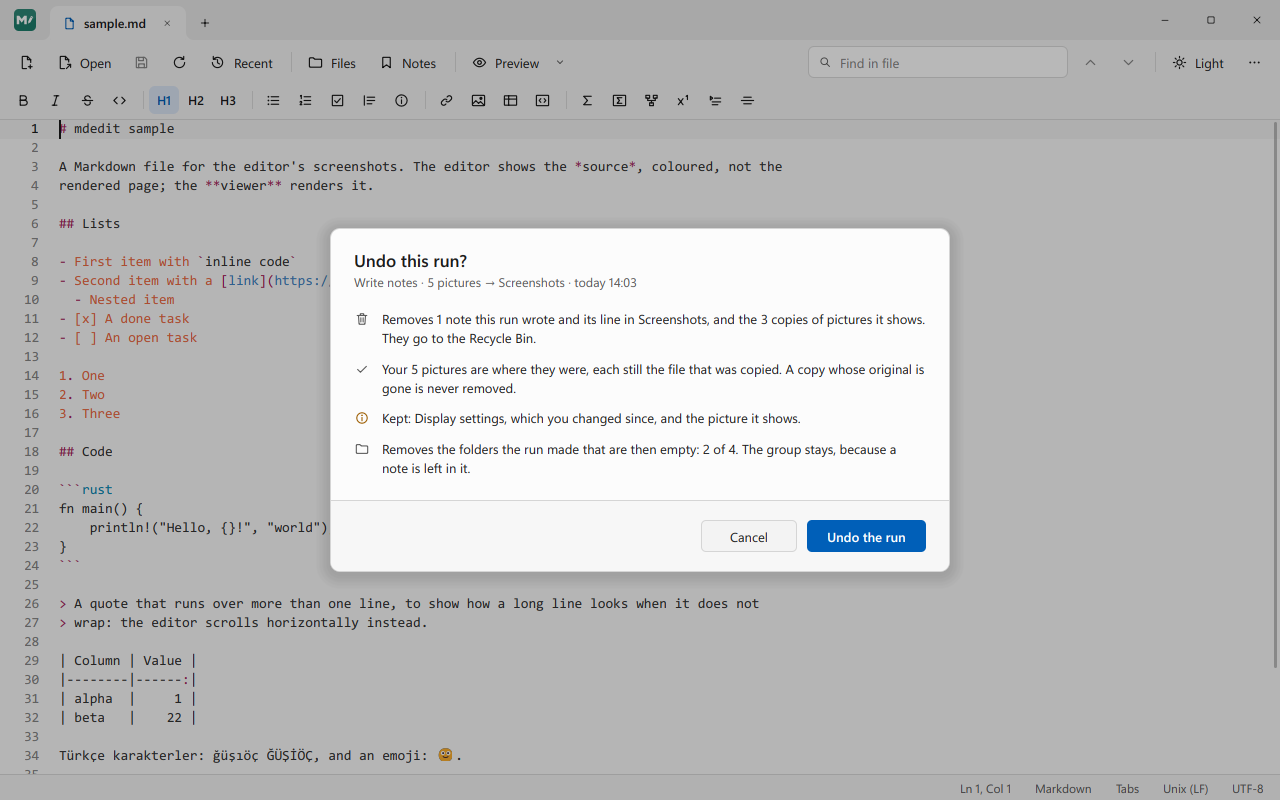 M
sample.md
Open
Recent
Files
Notes
Preview
Find in file
Light
B I S <> H1 H2 H3
Σ Σ x¹
1 # mdedit sample
2
3 A Markdown file for the editor's screenshots. The editor shows the *source*, coloured, not the
4 rendered page; the **viewer** renders it.
5
6 ## Lists
7
8 - First item with `inline code`
9 - Second item with a [link](https:/
10 - Nested item
11 - [x] A done task
12 - [ ] An open task
13
14 1. One
15 2. Two
16 3. Three
17
18 ## Code
19
20 ```rust
21 fn main() {
22 println!("Hello, {}!", "world")
23 }
24 ```
25
26 > A quote that runs over more than one line, to show how a long line looks when it does not
27 > wrap: the editor scrolls horizontally instead.
28
29 | Column | Value |
30 |--------|------:|
31 | alpha | 1 |
32 | beta | 22 |
33
34 Türkçe karakterler: ğüşıöç ĞÜŞİÖÇ, and an emoji: 😀.
35
Undo this run?
Write notes · 5 pictures → Screenshots · today 14:03
Removes 1 note this run wrote and its line in Screenshots, and the 3 copies of pictures it shows.
They go to the Recycle Bin.
Your 5 pictures are where they were, each still the file that was copied. A copy whose original is
gone is never removed.
Kept: Display settings, which you changed since, and the picture it shows.
Removes the folders the run made that are then empty: 2 of 4. The group stays, because a
note is left in it.
Cancel
Undo the run
Ln 1, Col 1
Markdown
Tabs
Unix (LF)
UTF-8